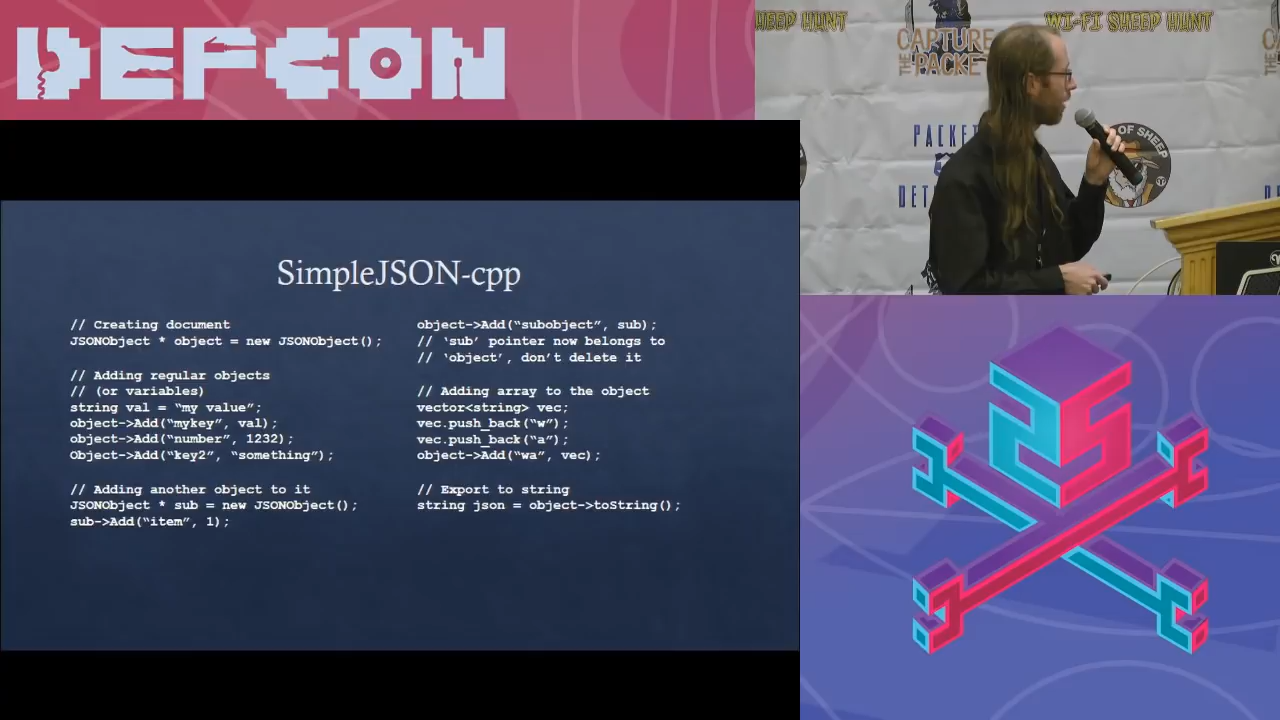 DEFCON
SHEEP HUNT
WI-FI SHEEP HUNT
CAPTURE
THE PACKE
PACKET
DET
OF SHEEP
SimpleJSON-cpp
// Creating document
JSONObject * object = new JSONObject();
// Adding regular objects
// (or variables)
string val = “my value”;
object->Add(“mykey”, val);
object->Add(“number”, 1232);
Object->Add(“key2”, “something”);
// Adding another object to it
JSONObject * sub = new JSONObject();
sub->Add(“item”, 1);
object->Add(“subobject”, sub);
// ‘sub’ pointer now belongs to
// ‘object’, don’t delete it
// Adding array to the object
vector<string> vec;
vec.push_back(“w”);
vec.push_back(“a”);
object->Add(“wa”, vec);
// Export to string
string json = object->toString();
25